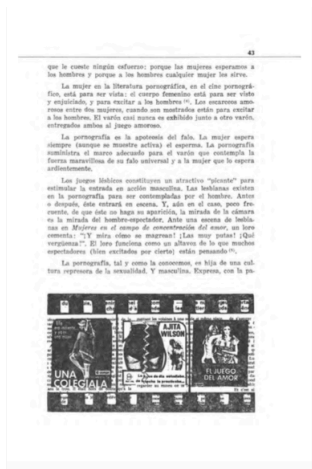 43
que le cueste ningún esfuerzo; porque las mujeres esperamos a
los hombres y porque a los hombres cualquier mujer les sirve.
La mujer en la literatura pornográfica, en el cine pornográ-
fico, está para ser vista: el cuerpo femenino está para ser visto
y enjuiciado, y para excitar a los hombres. Los escarceos amo-
rosos entre dos mujeres, cuando son mostrados están para excitar
a los hombres. El varón casi nunca es exhibido junto a otro varón,
entregados ambos al juego amoroso.
La pornografía es la apoteosis del falo. La mujer espera
siempre (aunque se muestre activa) el esperma. La pornografía
suministra el marco adecuado para el varón que contempla la
fuerza maravillosa de su falo universal y a la mujer que le espera
ardientemente.
Los juegos lésbicos constituyen un atractivo "picante" para
estimular la entrada en acción masculina. Las lesbianas existen
en la pornografía para ser contempladas por el hombre. Antes
o después, éste entrará en escena. Y, aún en el caso, poco fre-
cuente, de que éste no haga su aparición, la mirada de la cámara
es la mirada del hombre-espectador. Ante una escena de lesbia-
nas en Mujeres en el campo de concentración del amor, un loro
comenta: "¡Y mira cómo se magrean! ¡Las muy putas! ¡Qué
vergüenza!". El loro funciona como un altavoz de lo que muchos
espectadores (bien excitados por cierto) están pensando.
La pornografía, tal y como la conocemos, es hija de una cul-
tura represora de la sexualidad. Y masculina. Expresa, con la pa-
AJITA
WILSON
UNA
COLEGIALA
EL JUEGO
DEL AMOR